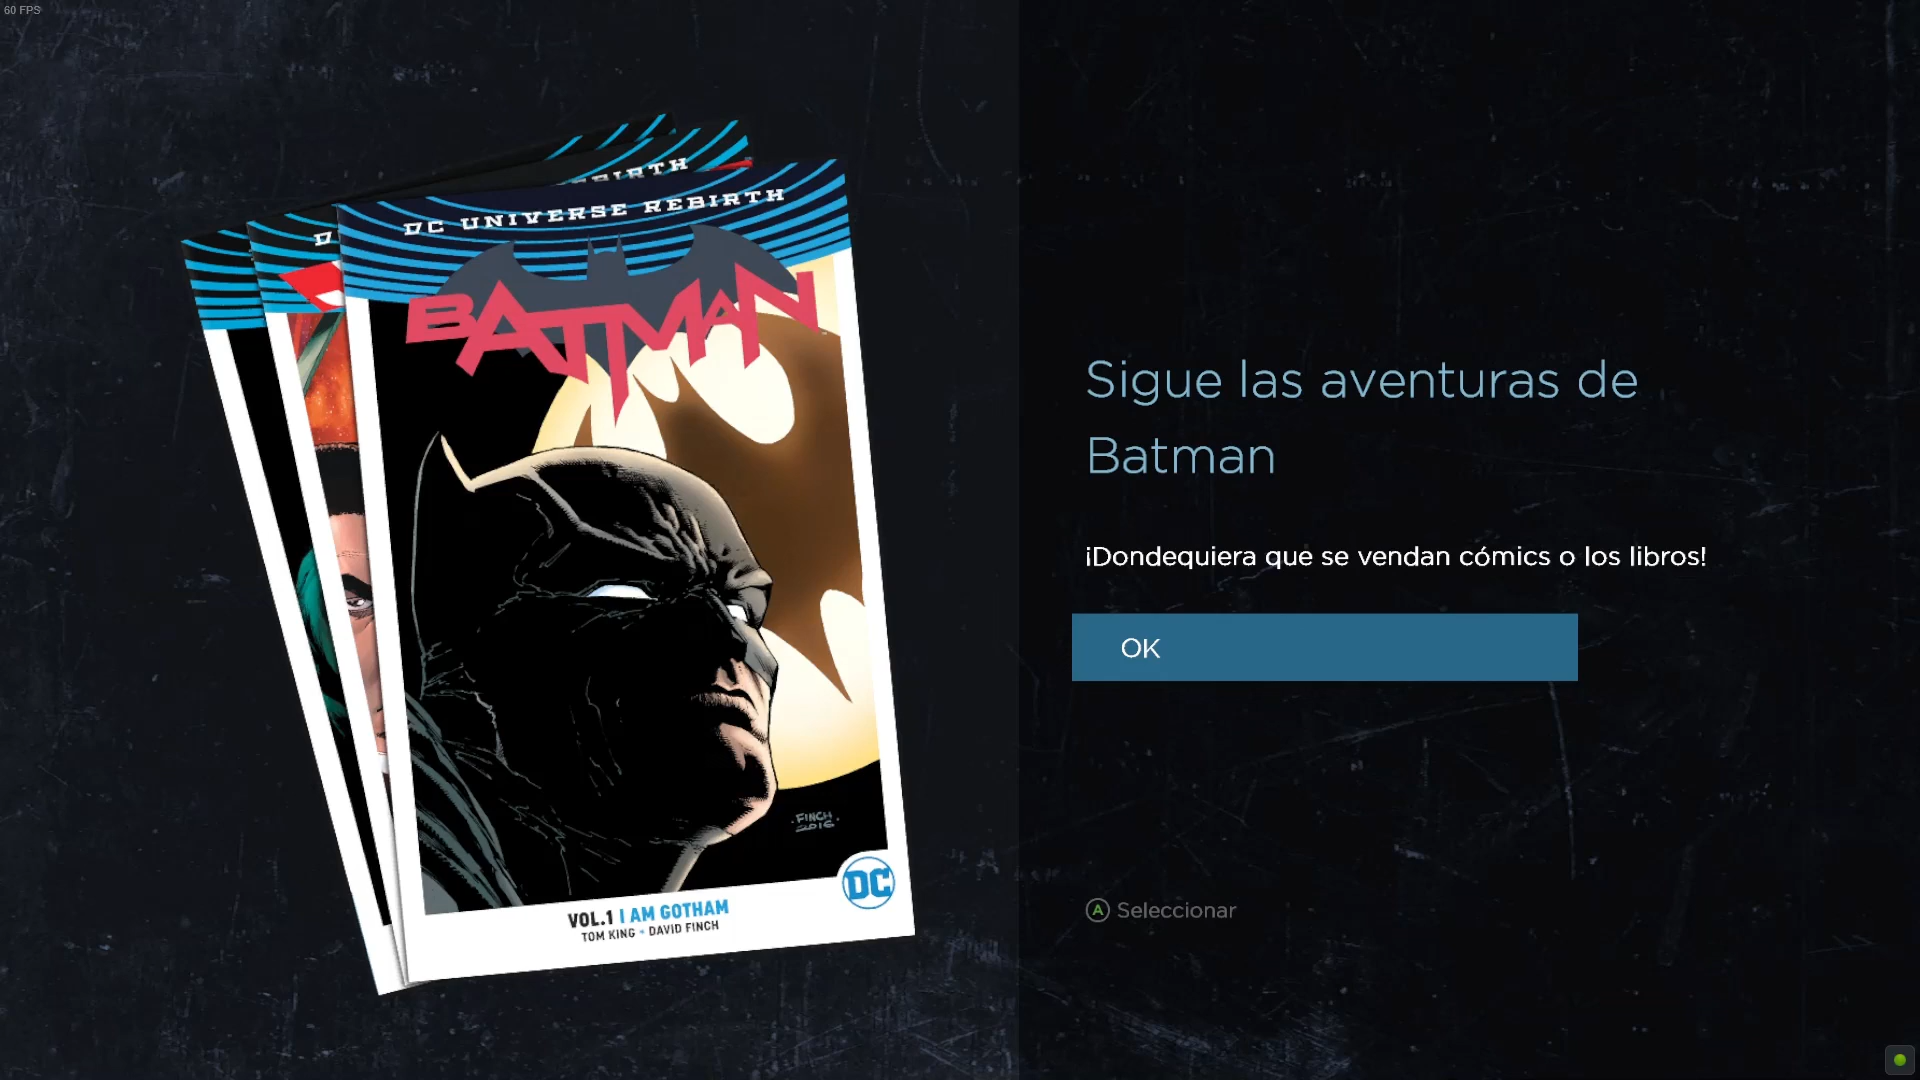 60 FPS
REBIRTH
D
DC UNIVERSE REBIRTH
BATMAN
FINCH
2016
DC
VOL.1 I AM GOTHAM
TOM KING • DAVID FINCH
Sigue las aventuras de
Batman
¡Dondequiera que se vendan cómics o los libros!
OK
A Seleccionar